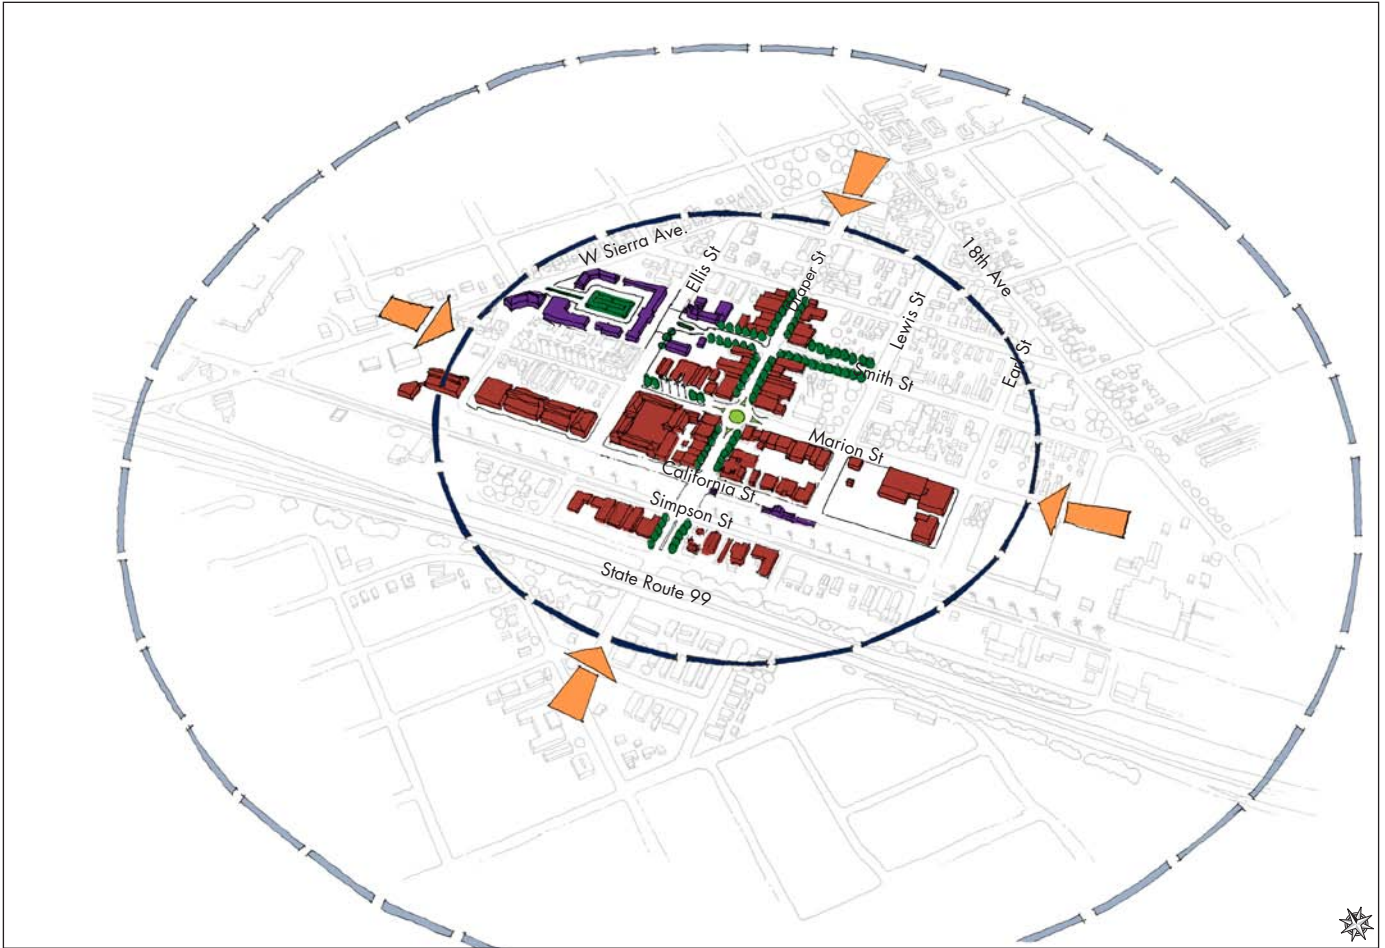 W Sierra Ave.
Ellis St
Draper St
18th Ave
Lewis St
Earl St
Smith St
Marion St
California St
Simpson St
State Route 99